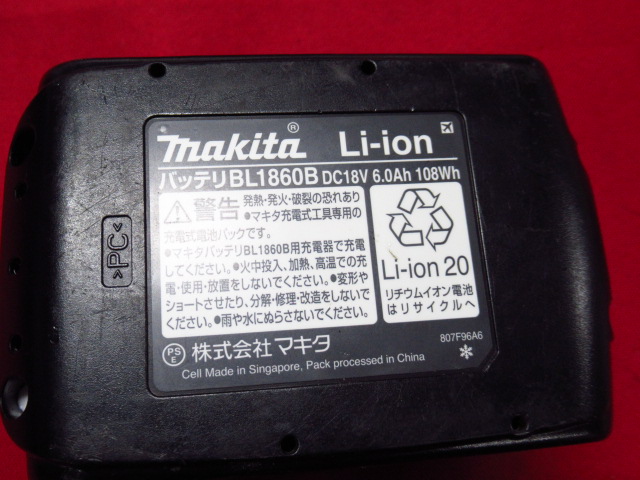 makita® Li-ion
バッテリBL1860B DC18V 6.0Ah 108Wh
警告 発熱・発火・破裂の恐れあり
●マキタ充電式工具専用の
充電式電池パックです。
●マキタバッテリBL1860B用充電器で充電
してください。●火中投入、加熱、高温での充
電・使用・放置をしないでください。●変形や
ショートさせたり、分解・修理・改造をしないで
ください。●雨や水にぬらさないでください。
Li-ion 20
リチウムイオン電池
はリサイクルへ
807F96A6
PS
E
株式会社 マキタ
Cell Made in Singapore, Pack processed in China
>PC<